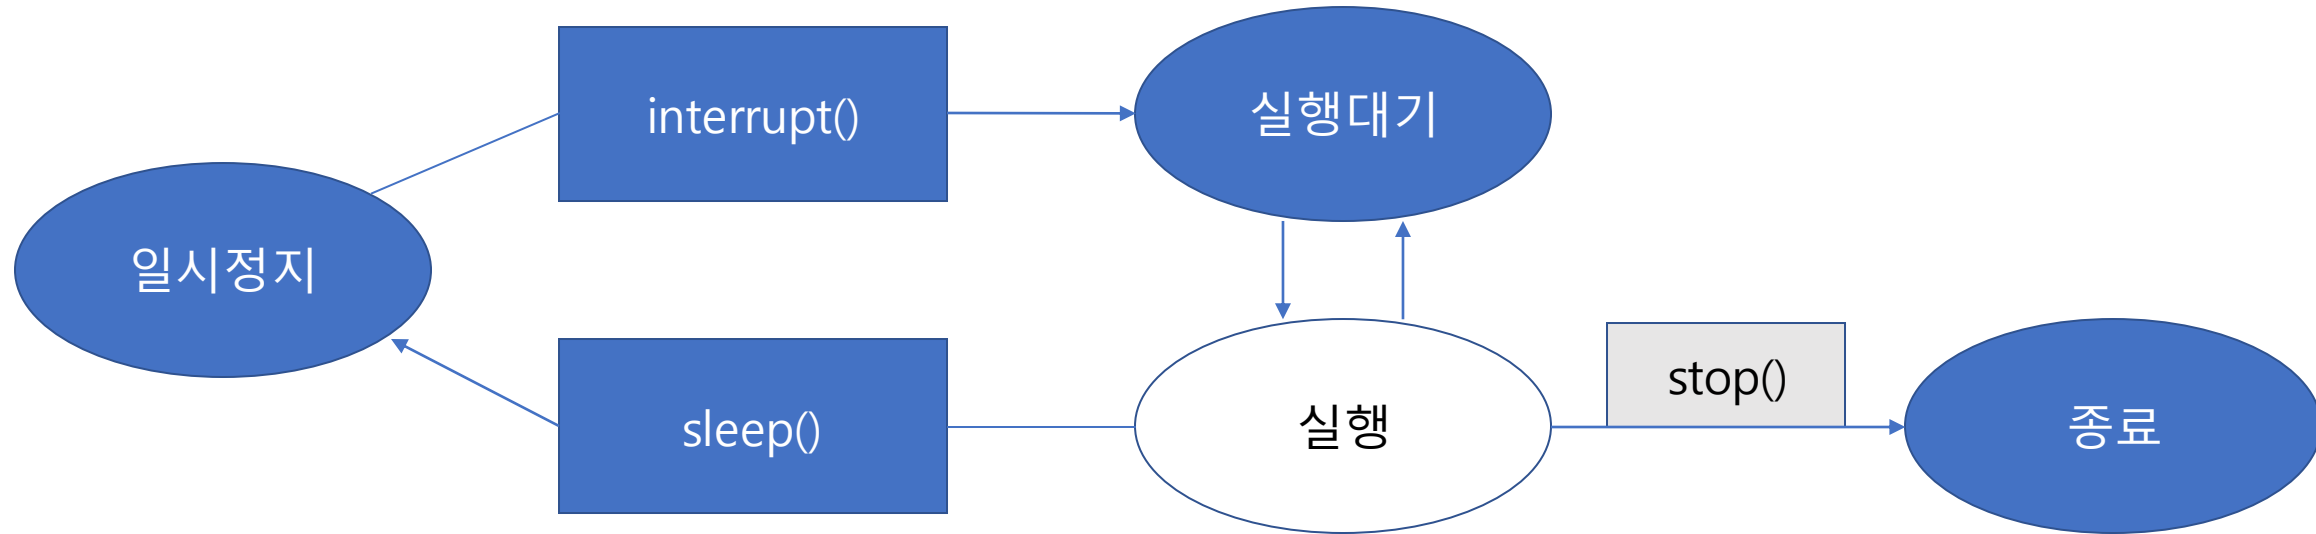 interrupt()
실행대기
일시정지
sleep()
실행
stop()
종료